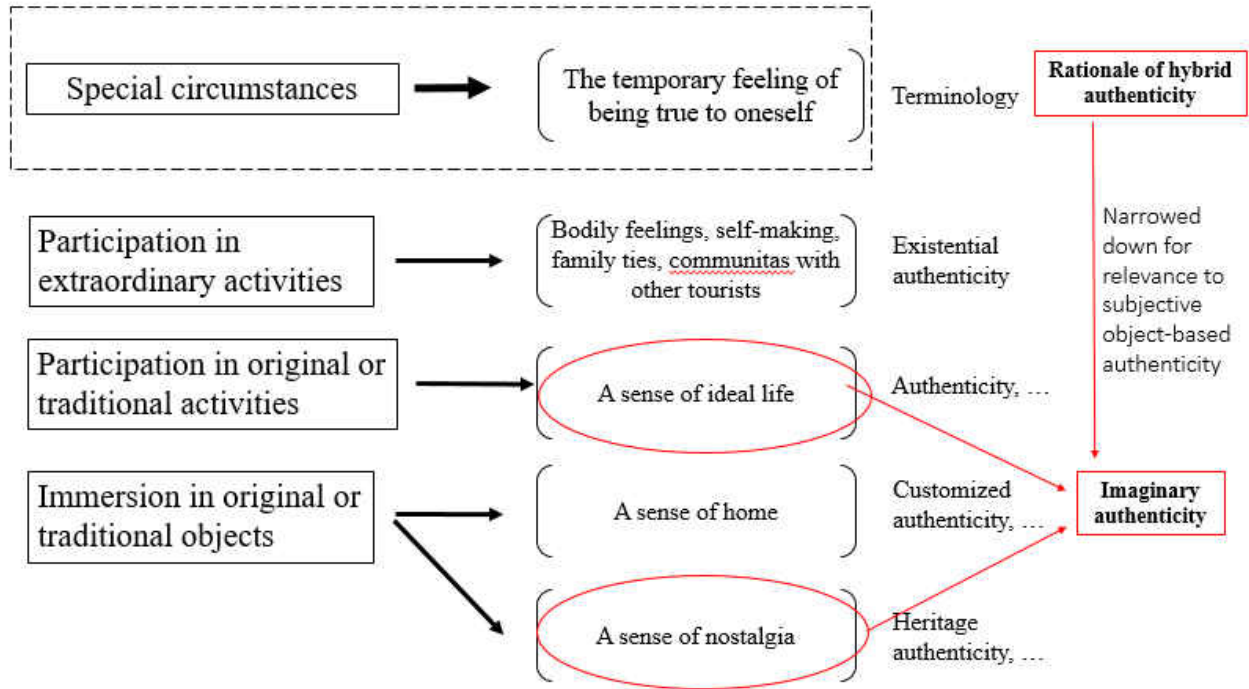 Special circumstances
The temporary feeling of
being true to oneself
Terminology
Rationale of hybrid
authenticity
Participation in
extraordinary activities
Bodily feelings, self-making,
family ties, communitas with
other tourists
Existential
authenticity
Narrowed
down for
relevance to
subjective
object-based
authenticity
Participation in original or
traditional activities
A sense of ideal life
Authenticity, …
Immersion in original or
traditional objects
A sense of home
Customized
authenticity, …
Imaginary
authenticity
A sense of nostalgia
Heritage
authenticity, …